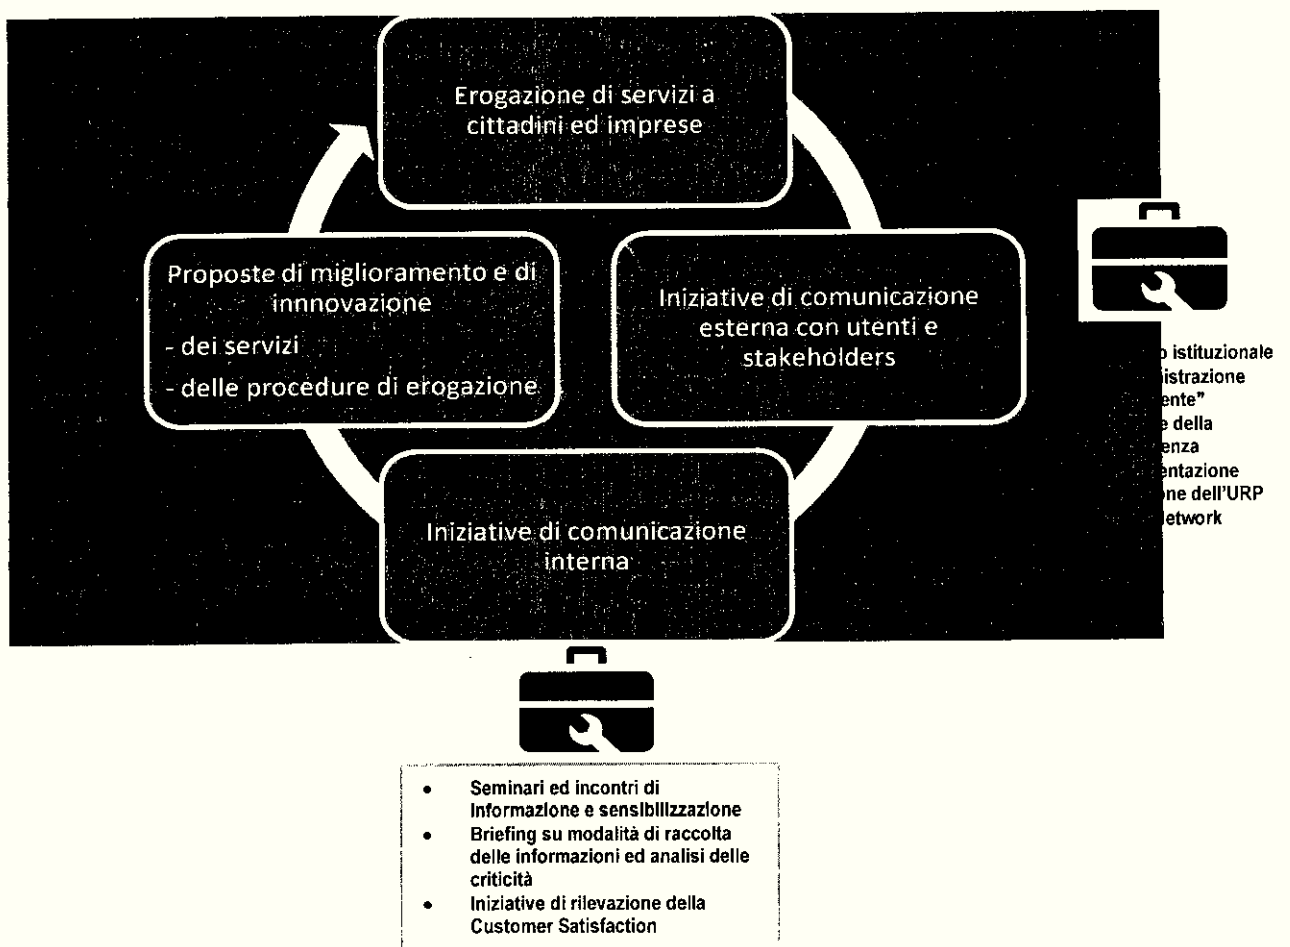 Erogazione di servizi a
cittadini ed imprese
Iniziative di comunicazione
esterna con utenti e
stakeholders
o istituzionale
istrazione
ente”
e della
enza
entazione
one dell'URP
etwork
Iniziative di comunicazione
interna
Proposte di miglioramento e di
innnovazione
- dei servizi
- delle procedure di erogazione
• Seminari ed incontri di
informazione e sensibilizzazione
• Briefing su modalità di raccolta
delle informazioni ed analisi delle
criticità
• Iniziative di rilevazione della
Customer Satisfaction